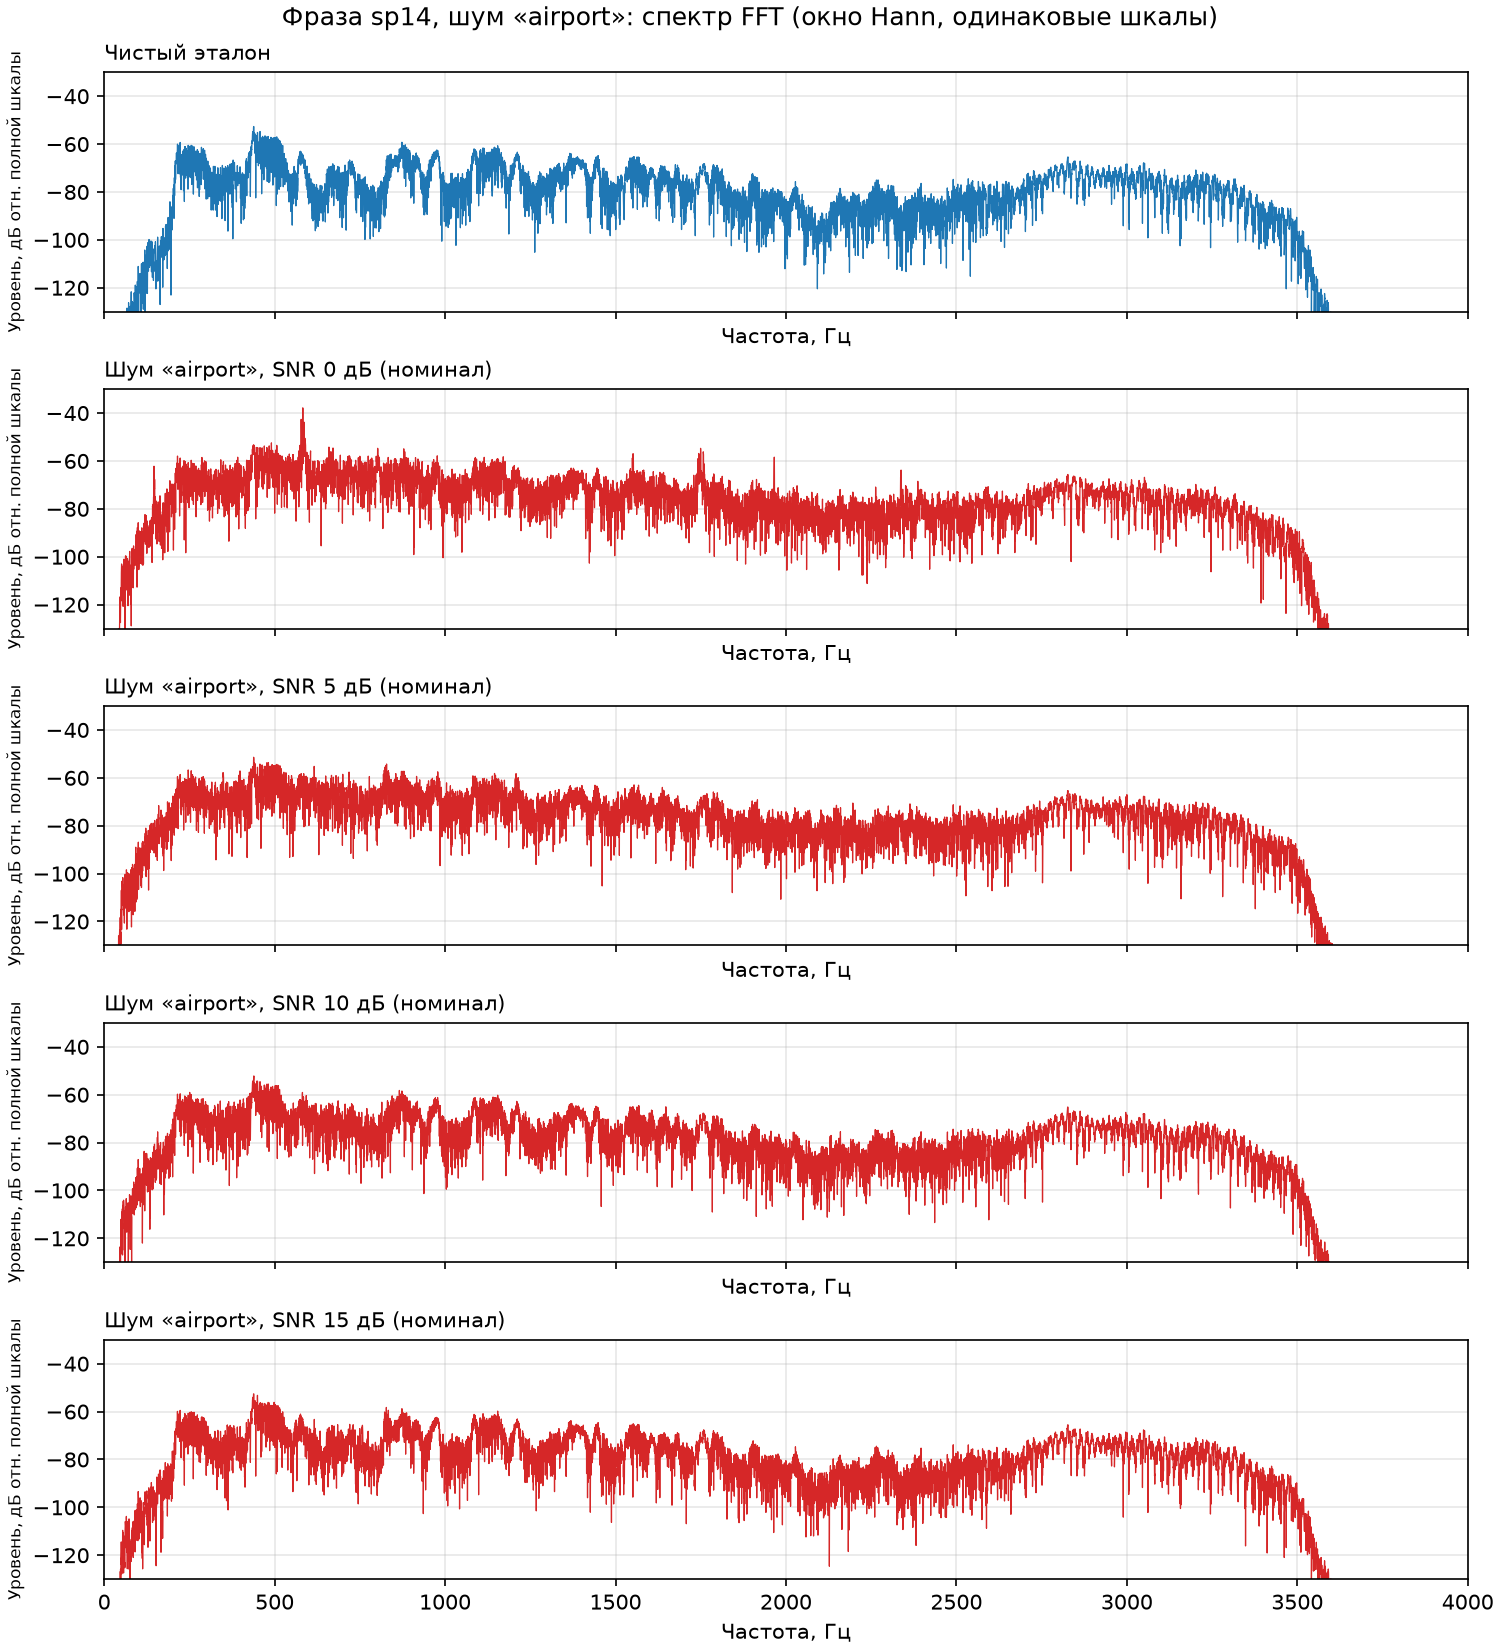 Фраза sp14, шум «airport»: спектр FFT (окно Hann, одинаковые шкалы)
Чистый эталон
Уровень, дБ отн. полной шкалы
−40
−60
−80
−100
−120
Частота, Гц
Шум «airport», SNR 0 дБ (номинал)
Уровень, дБ отн. полной шкалы
−40
−60
−80
−100
−120
Частота, Гц
Шум «airport», SNR 5 дБ (номинал)
Уровень, дБ отн. полной шкалы
−40
−60
−80
−100
−120
Частота, Гц
Шум «airport», SNR 10 дБ (номинал)
Уровень, дБ отн. полной шкалы
−40
−60
−80
−100
−120
Частота, Гц
Шум «airport», SNR 15 дБ (номинал)
Уровень, дБ отн. полной шкалы
−40
−60
−80
−100
−120
0 500 1000 1500 2000 2500 3000 3500 4000
Частота, Гц